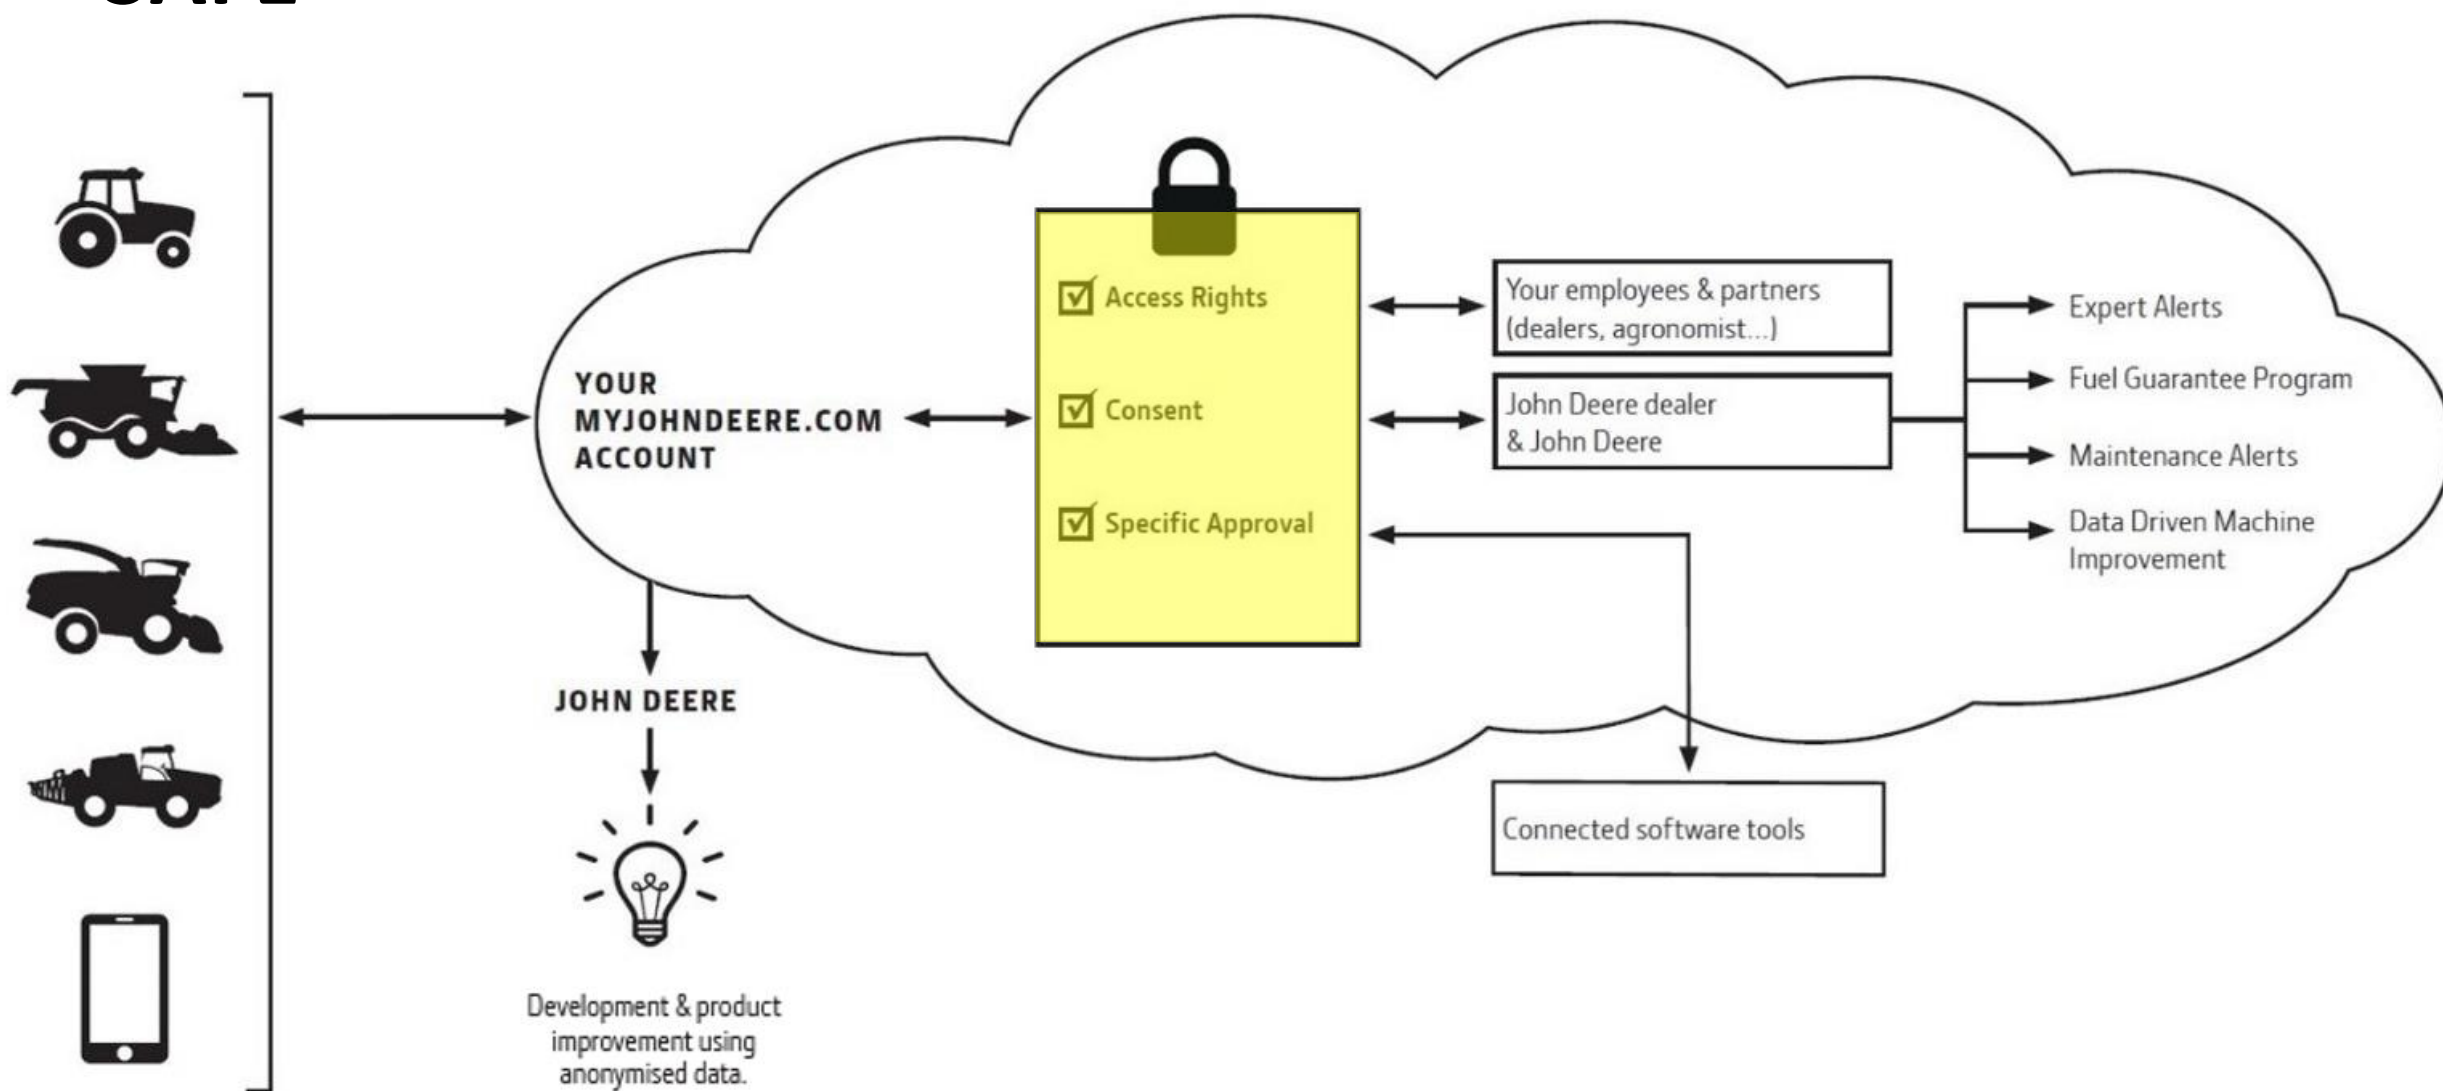 YOUR
MYJOHNDEERE.COM
ACCOUNT
Access Rights
Consent
Specific Approval
Your employees & partners
(dealers, agronomist...)
John Deere dealer
& John Deere
Expert Alerts
Fuel Guarantee Program
Maintenance Alerts
Data Driven Machine
Improvement
Connected software tools
JOHN DEERE
Development & product
improvement using
anonymised data.